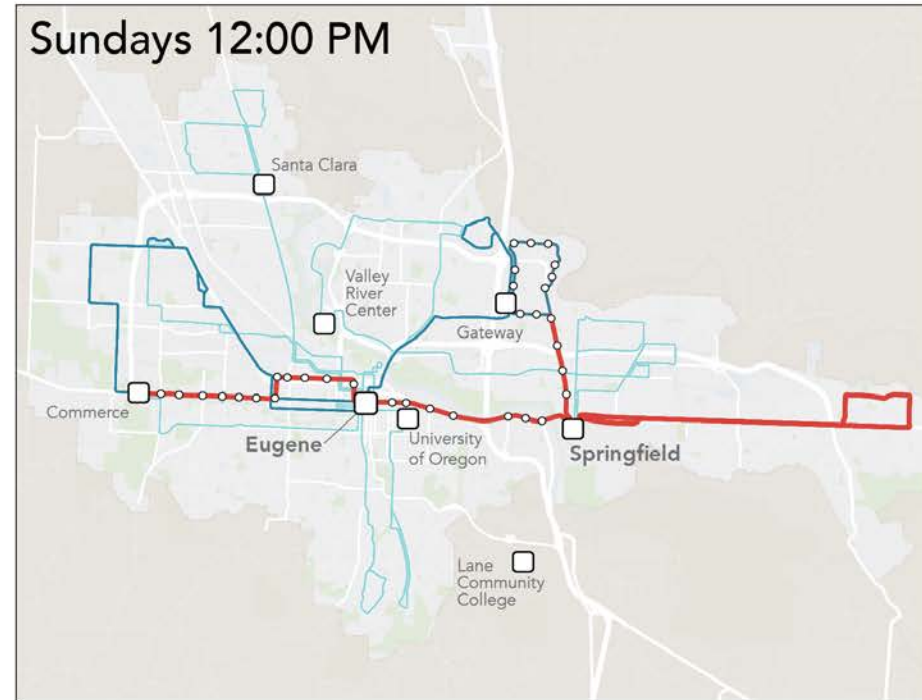 Sundays 12:00 PM
Santa Clara
Valley
River
Center
Gateway
Commerce
Eugene
University
of Oregon
Springfield
Lane
Community
College